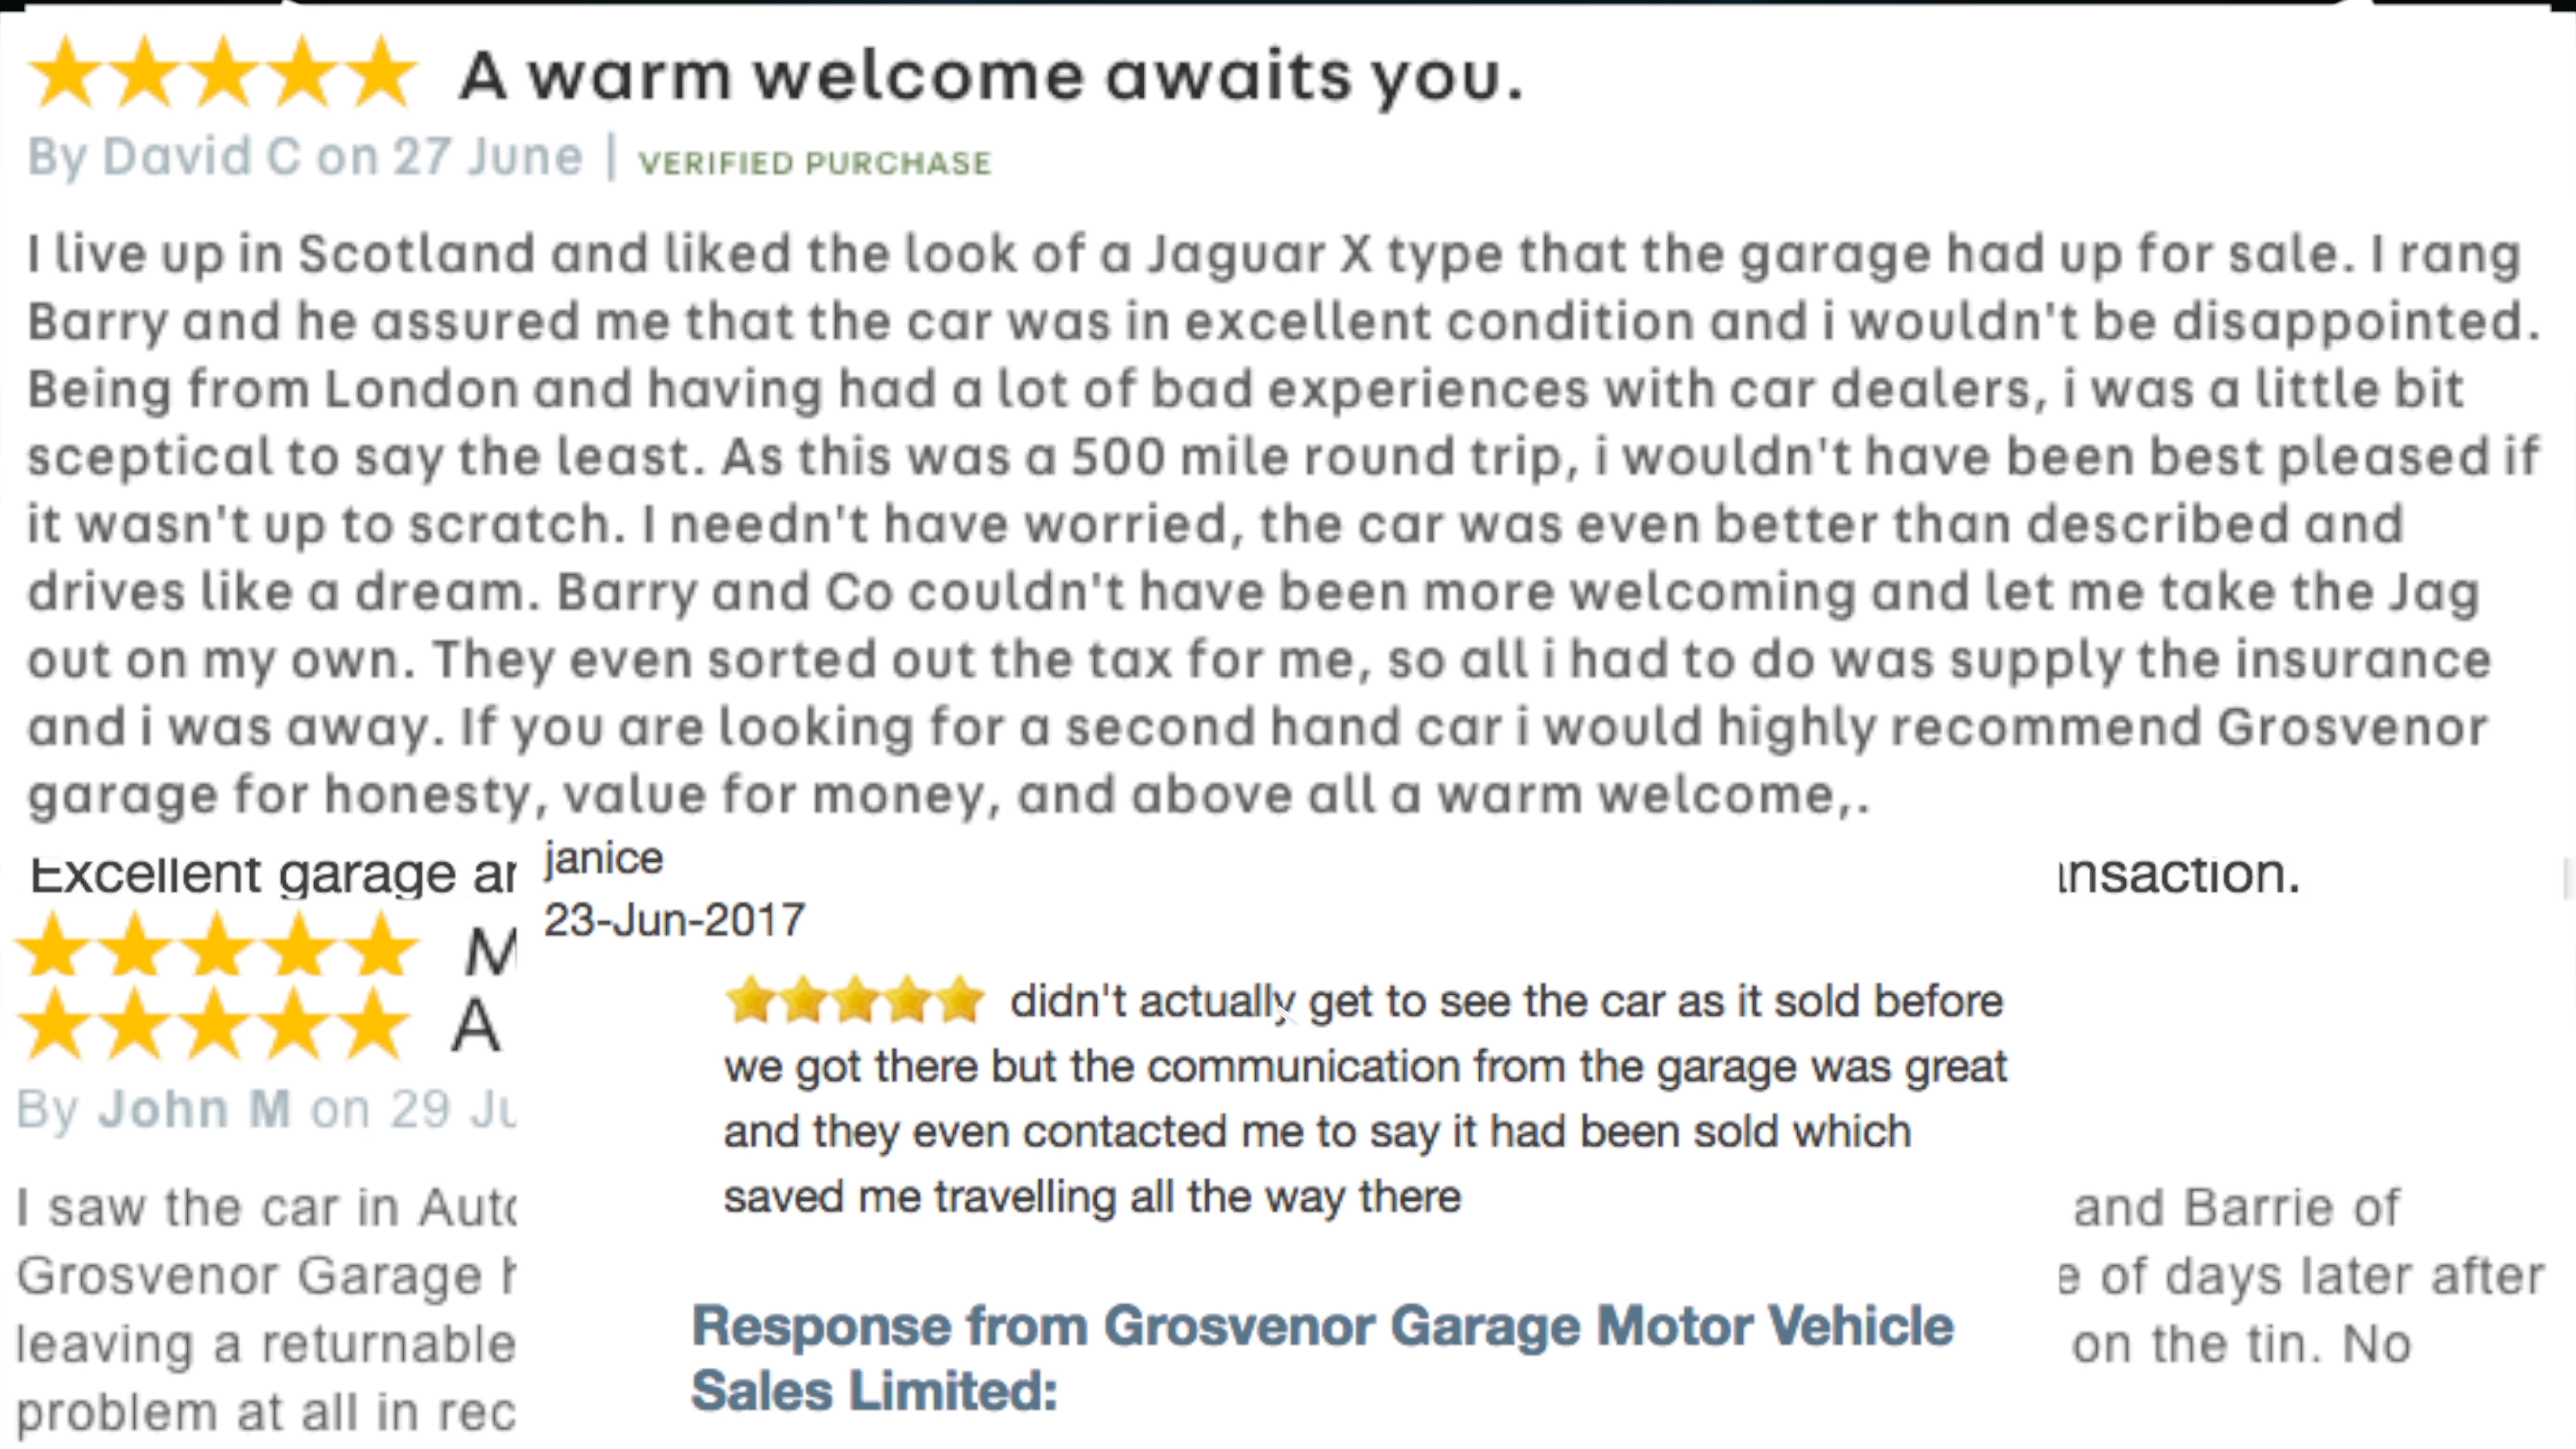 A warm welcome awaits you.
By David C on 27 June | VERIFIED PURCHASE
I live up in Scotland and liked the look of a Jaguar X type that the garage had up for sale. I rang
Barry and he assured me that the car was in excellent condition and i wouldn't be disappointed.
Being from London and having had a lot of bad experiences with car dealers, i was a little bit
sceptical to say the least. As this was a 500 mile round trip, i wouldn't have been best pleased if
it wasn't up to scratch. I needn't have worried, the car was even better than described and
drives like a dream. Barry and Co couldn't have been more welcoming and let me take the Jag
out on my own. They even sorted out the tax for me, so all i had to do was supply the insurance
and i was away. If you are looking for a second hand car i would highly recommend Grosvenor
garage for honesty, value for money, and above all a warm welcome,.
Excellent garage
janice
23-Jun-2017
didn't actually get to see the car as it sold before
we got there but the communication from the garage was great
and they even contacted me to say it had been sold which
saved me travelling all the way there
Response from Grosvenor Garage Motor Vehicle
Sales Limited:
A
By John M on 29
I saw the car in
and Barrie of
Grosvenor Garage
of days later after
leaving a returnable
on the tin. No
problem at all in